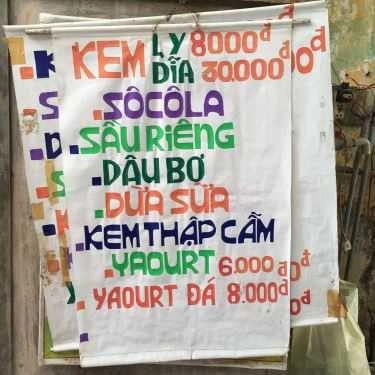 KEM LY 8000đ
DĨA 30.000đ
SÔCÔLA
SẦU RIÊNG
DÂU BƠ
DỪA SỮA
KEM THẬP CẨM
YAOURT 6.000đ
YAOURT ĐÁ 8.000đ